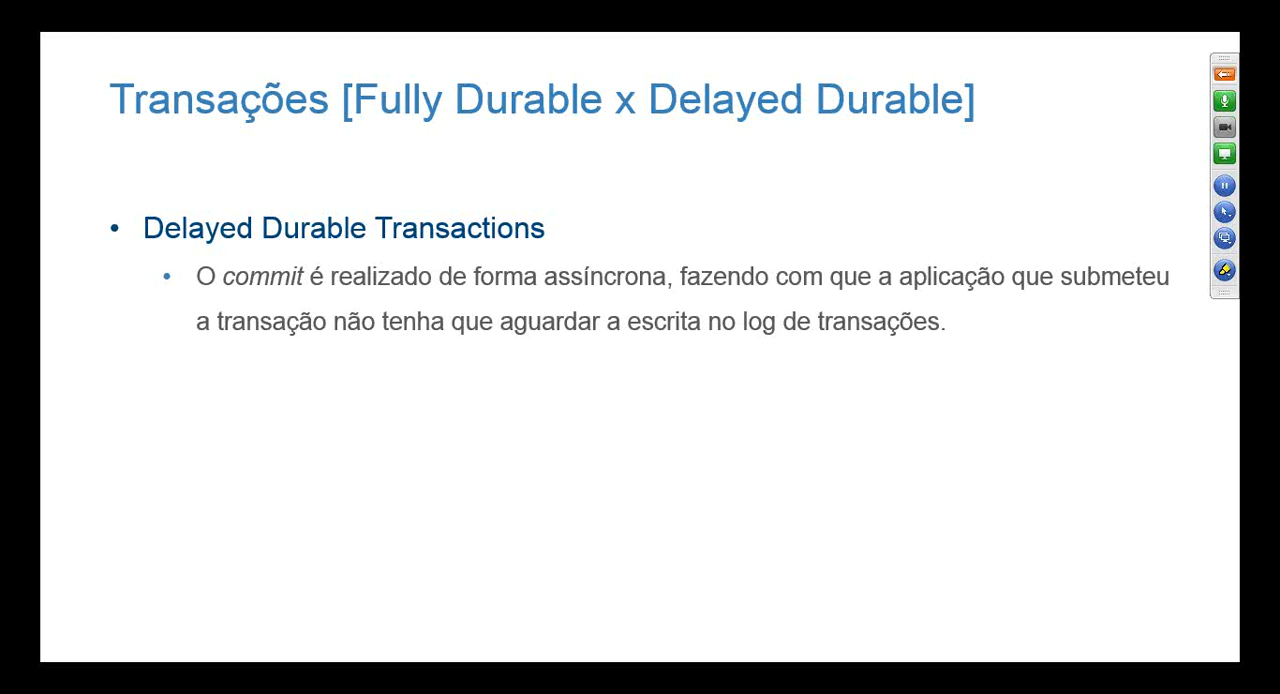 Transações [Fully Durable x Delayed Durable]
• Delayed Durable Transactions
• O commit é realizado de forma assíncrona, fazendo com que a aplicação que submeteu
a transação não tenha que aguardar a escrita no log de transações.